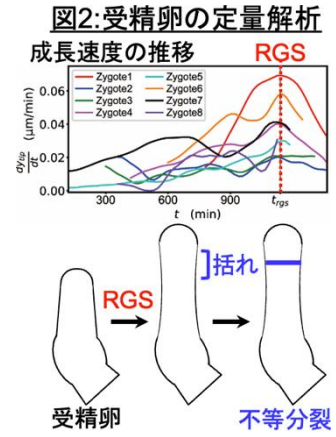 図2:受精卵の定量解析
成長速度の推移 RGS
Zygote1 Zygote5
Zygote2 Zygote6
Zygote3 Zygote7
Zygote4 Zygote8
dy_tip/dt (μm/min)
0.06
0.04
0.02
0.00
300 600 900 t_rgs
t (min)
括れ
RGS
受精卵 不等分裂